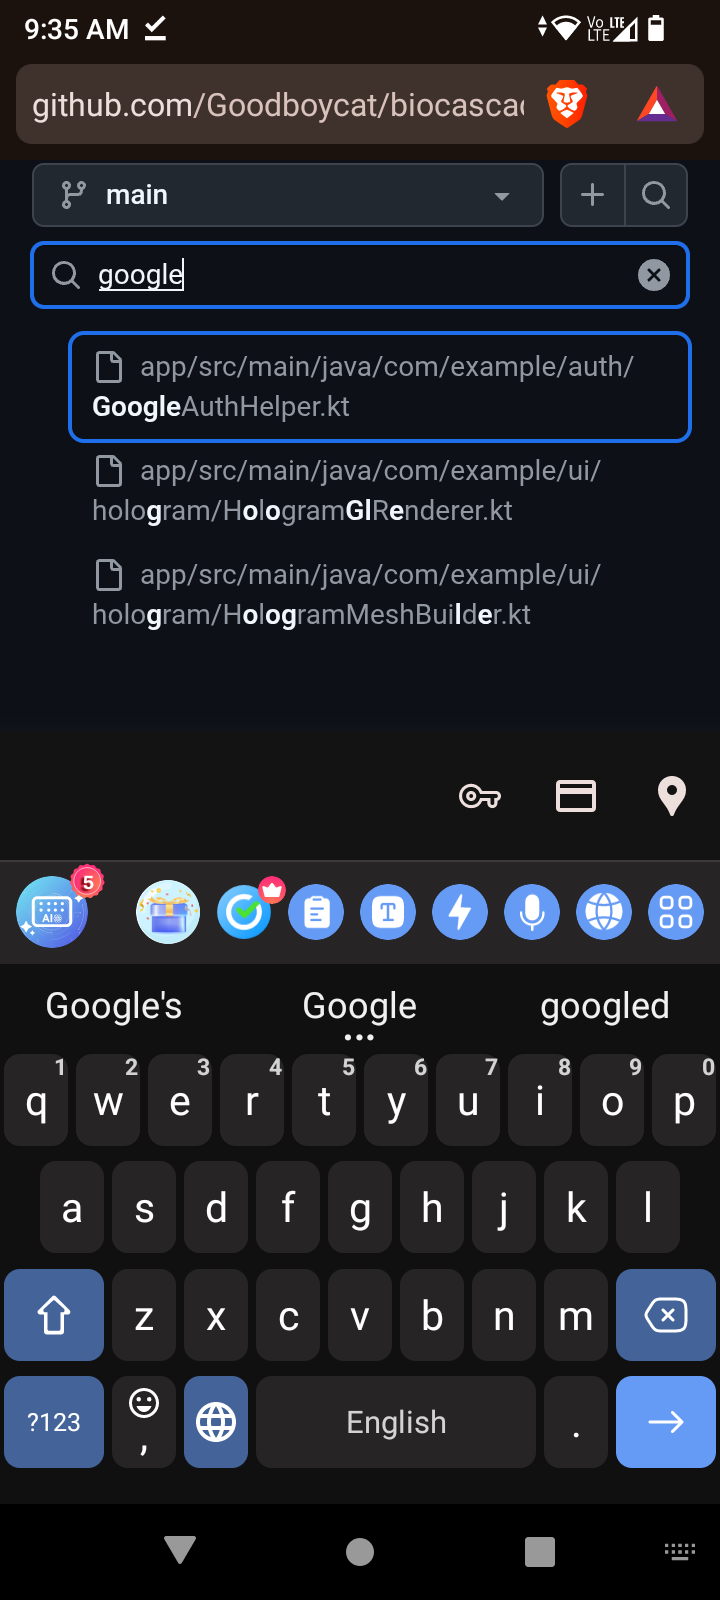 9:35 AM
Vo LTE
LTE
github.com/Goodboycat/biocascad
main
google
app/src/main/java/com/example/auth/
GoogleAuthHelper.kt
app/src/main/java/com/example/ui/
hologram/HologramGlRenderer.kt
app/src/main/java/com/example/ui/
hologram/HologramMeshBuilder.kt
AI
5
T
Google's Google googled
...
1 2 3 4 5 6 7 8 9 0
q w e r t y u i o p
a s d f g h j k l
z x c v b n m
?123 , English .